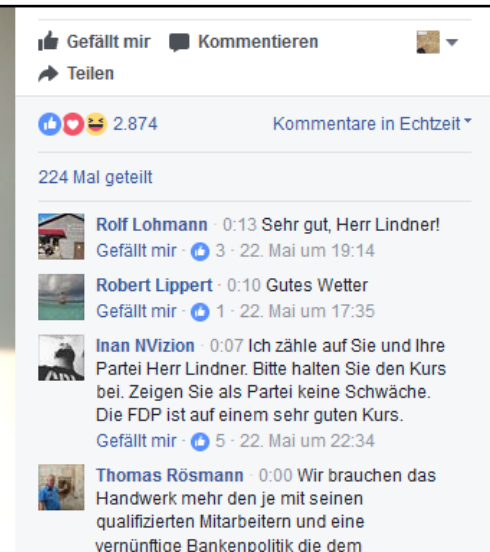 Gefällt mir Kommentieren
Teilen
2.874 Kommentare in Echtzeit
224 Mal geteilt
Rolf Lohmann · 0:13 Sehr gut, Herr Lindner!
Gefällt mir · 3 · 22. Mai um 19:14
Robert Lippert · 0:10 Gutes Wetter
Gefällt mir · 1 · 22. Mai um 17:35
Inan NVizion · 0:07 Ich zähle auf Sie und Ihre
Partei Herr Lindner. Bitte halten Sie den Kurs
bei. Zeigen Sie als Partei keine Schwäche.
Die FDP ist auf einem sehr guten Kurs.
Gefällt mir · 5 · 22. Mai um 22:34
Thomas Rösmann · 0:00 Wir brauchen das
Handwerk mehr den je mit seinen
qualifizierten Mitarbeitern und eine
vernünftige Bankenpolitik die dem